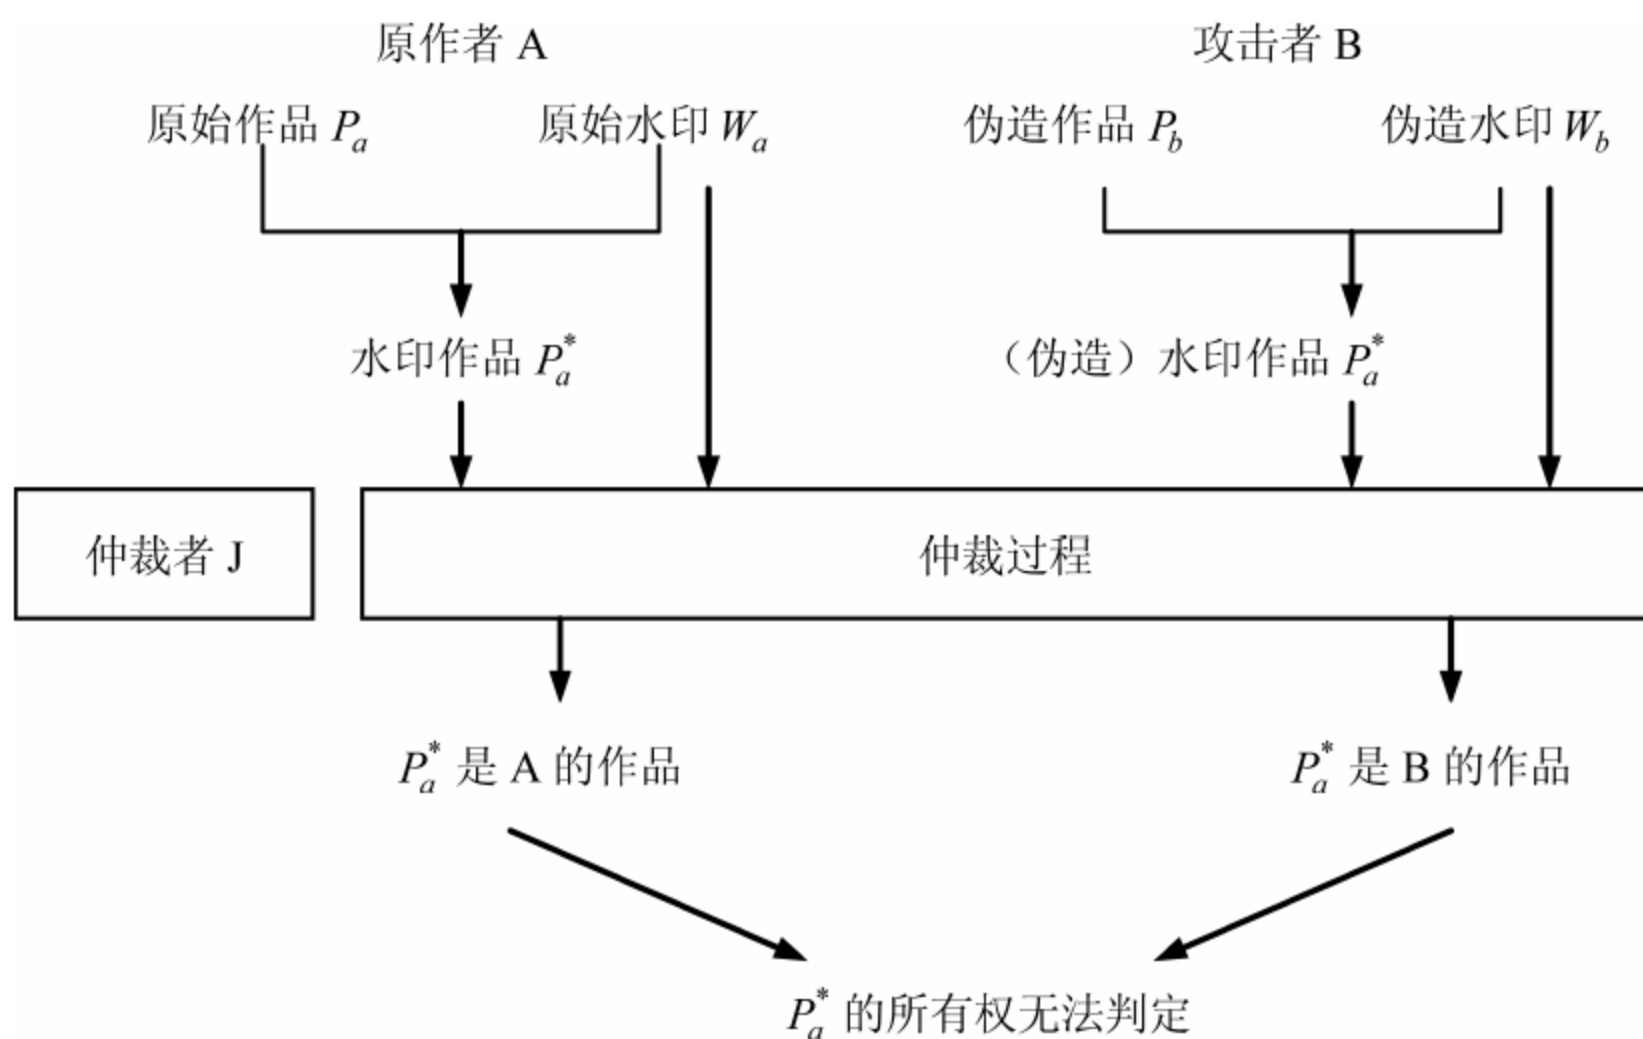 原作者 A 攻击者 B
原始作品 Pa 原始水印 Wa 伪造作品 Pb 伪造水印 Wb
水印作品 Pa* （伪造）水印作品 Pa*
仲裁者 J 仲裁过程
Pa* 是 A 的作品 Pa* 是 B 的作品
Pa* 的所有权无法判定